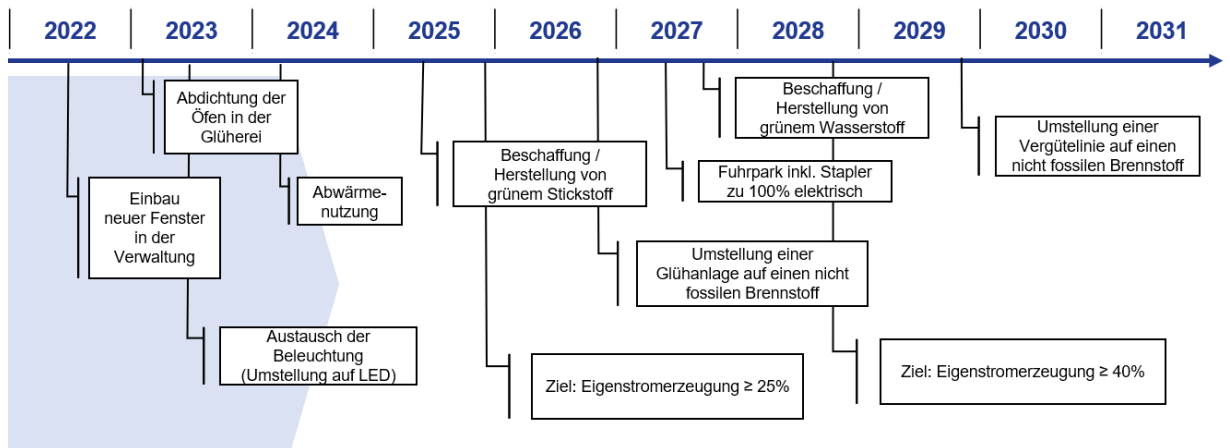 2022 2023 2024 2025 2026 2027 2028 2029 2030 2031
Abdichtung der
Öfen in der
Glüherei
Einbau
neuer Fenster
in der
Verwaltung
Abwärme-
nutzung
Austausch der
Beleuchtung
(Umstellung auf LED)
Beschaffung /
Herstellung von
grünem Stickstoff
Ziel: Eigenstromerzeugung ≥ 25%
Umstellung einer
Glühanlage auf einen nicht
fossilen Brennstoff
Fuhrpark inkl. Stapler
zu 100% elektrisch
Beschaffung /
Herstellung von
grünem Wasserstoff
Ziel: Eigenstromerzeugung ≥ 40%
Umstellung einer
Vergütelinie auf einen
nicht fossilen Brennstoff